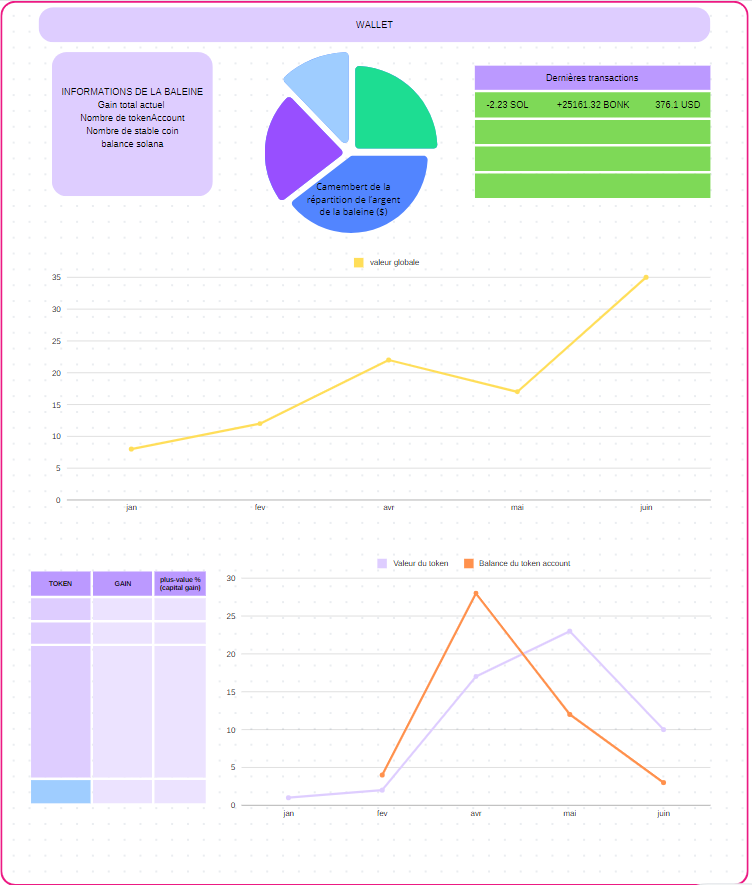 WALLET
INFORMATIONS DE LA BALEINE
Gain total actuel
Nombre de tokenAccount
Nombre de stable coin
balance solana
Camembert de la
répartition de l'argent
de la baleine ($)
Dernières transactions
-2.23 SOL +25161.32 BONK 376.1 USD
valeur globale
35
30
25
20
15
10
5
0
jan fev avr mai juin
TOKEN GAIN plus-value %
(capital gain)
Valeur du token Balance du token account
30
25
20
15
10
5
0
jan fev avr mai juin